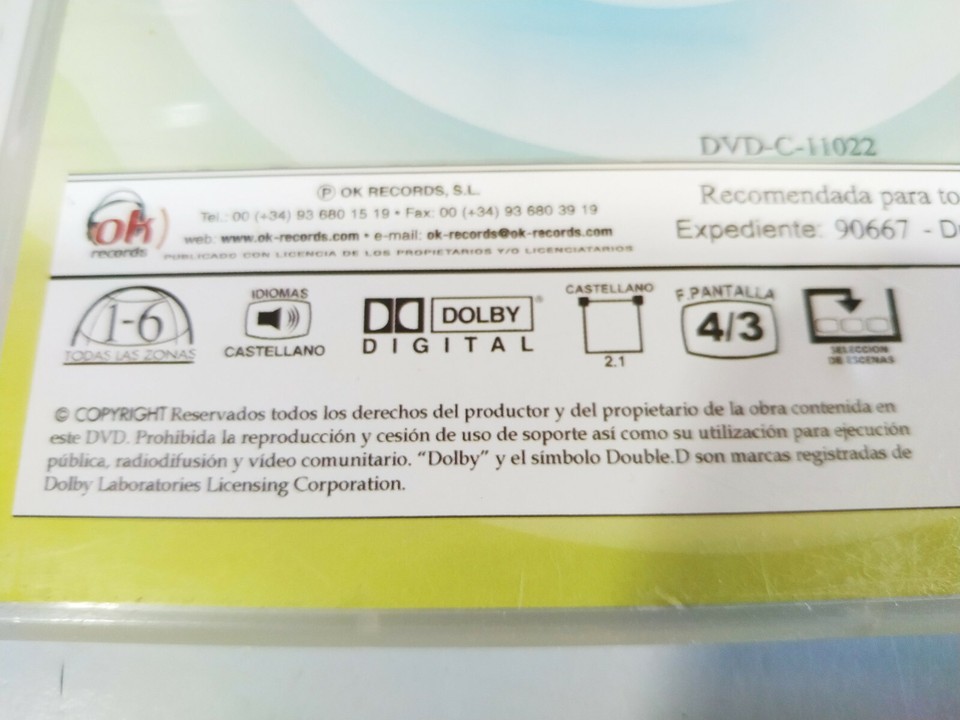 DVD-C-11022
ok
records
Ⓟ OK RECORDS, S.L.
Tel.: 00 (+34) 93 680 15 19 • Fax: 00 (+34) 93 680 39 19
web: www.ok-records.com • e-mail: ok-records@ok-records.com
PUBLICADO CON LICENCIA DE LOS PROPIETARIOS Y/O LICENCIATARIOS
Recomendada para to
Expediente: 90667 - D
1-6
TODAS LAS ZONAS
IDIOMAS
CASTELLANO
DOLBY
DIGITAL
CASTELLANO
2.1
F.PANTALLA
4/3
SELECCION
DE ESCENAS
© COPYRIGHT Reservados todos los derechos del productor y del propietario de la obra contenida en
este DVD. Prohibida la reproducción y cesión de uso de soporte así como su utilización para ejecución
pública, radiodifusión y vídeo comunitario. “Dolby” y el símbolo Double.D son marcas registradas de
Dolby Laboratories Licensing Corporation.